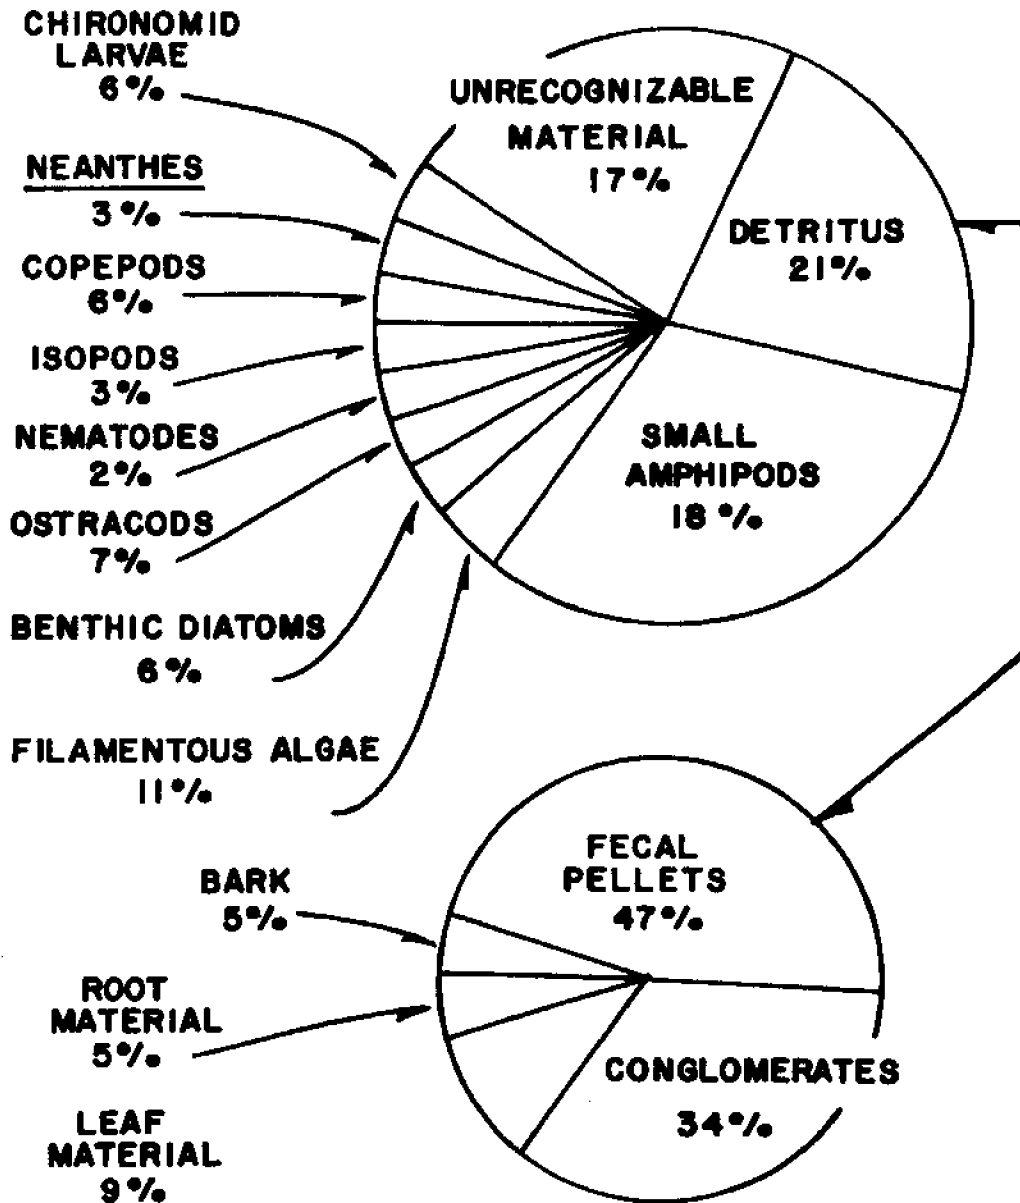 CHIRONOMID
LARVAE
6%
NEANTHES
3%
COPEPODS
6%
ISOPODS
3%
NEMATODES
2%
OSTRACODS
7%
BENTHIC DIATOMS
6%
FILAMENTOUS ALGAE
11%
UNRECOGNIZABLE
MATERIAL
17%
DETRITUS
21%
SMALL
AMPHIPODS
18%
FECAL
PELLETS
47%
BARK
5%
ROOT
MATERIAL
5%
LEAF
MATERIAL
9%
CONGLOMERATES
34%